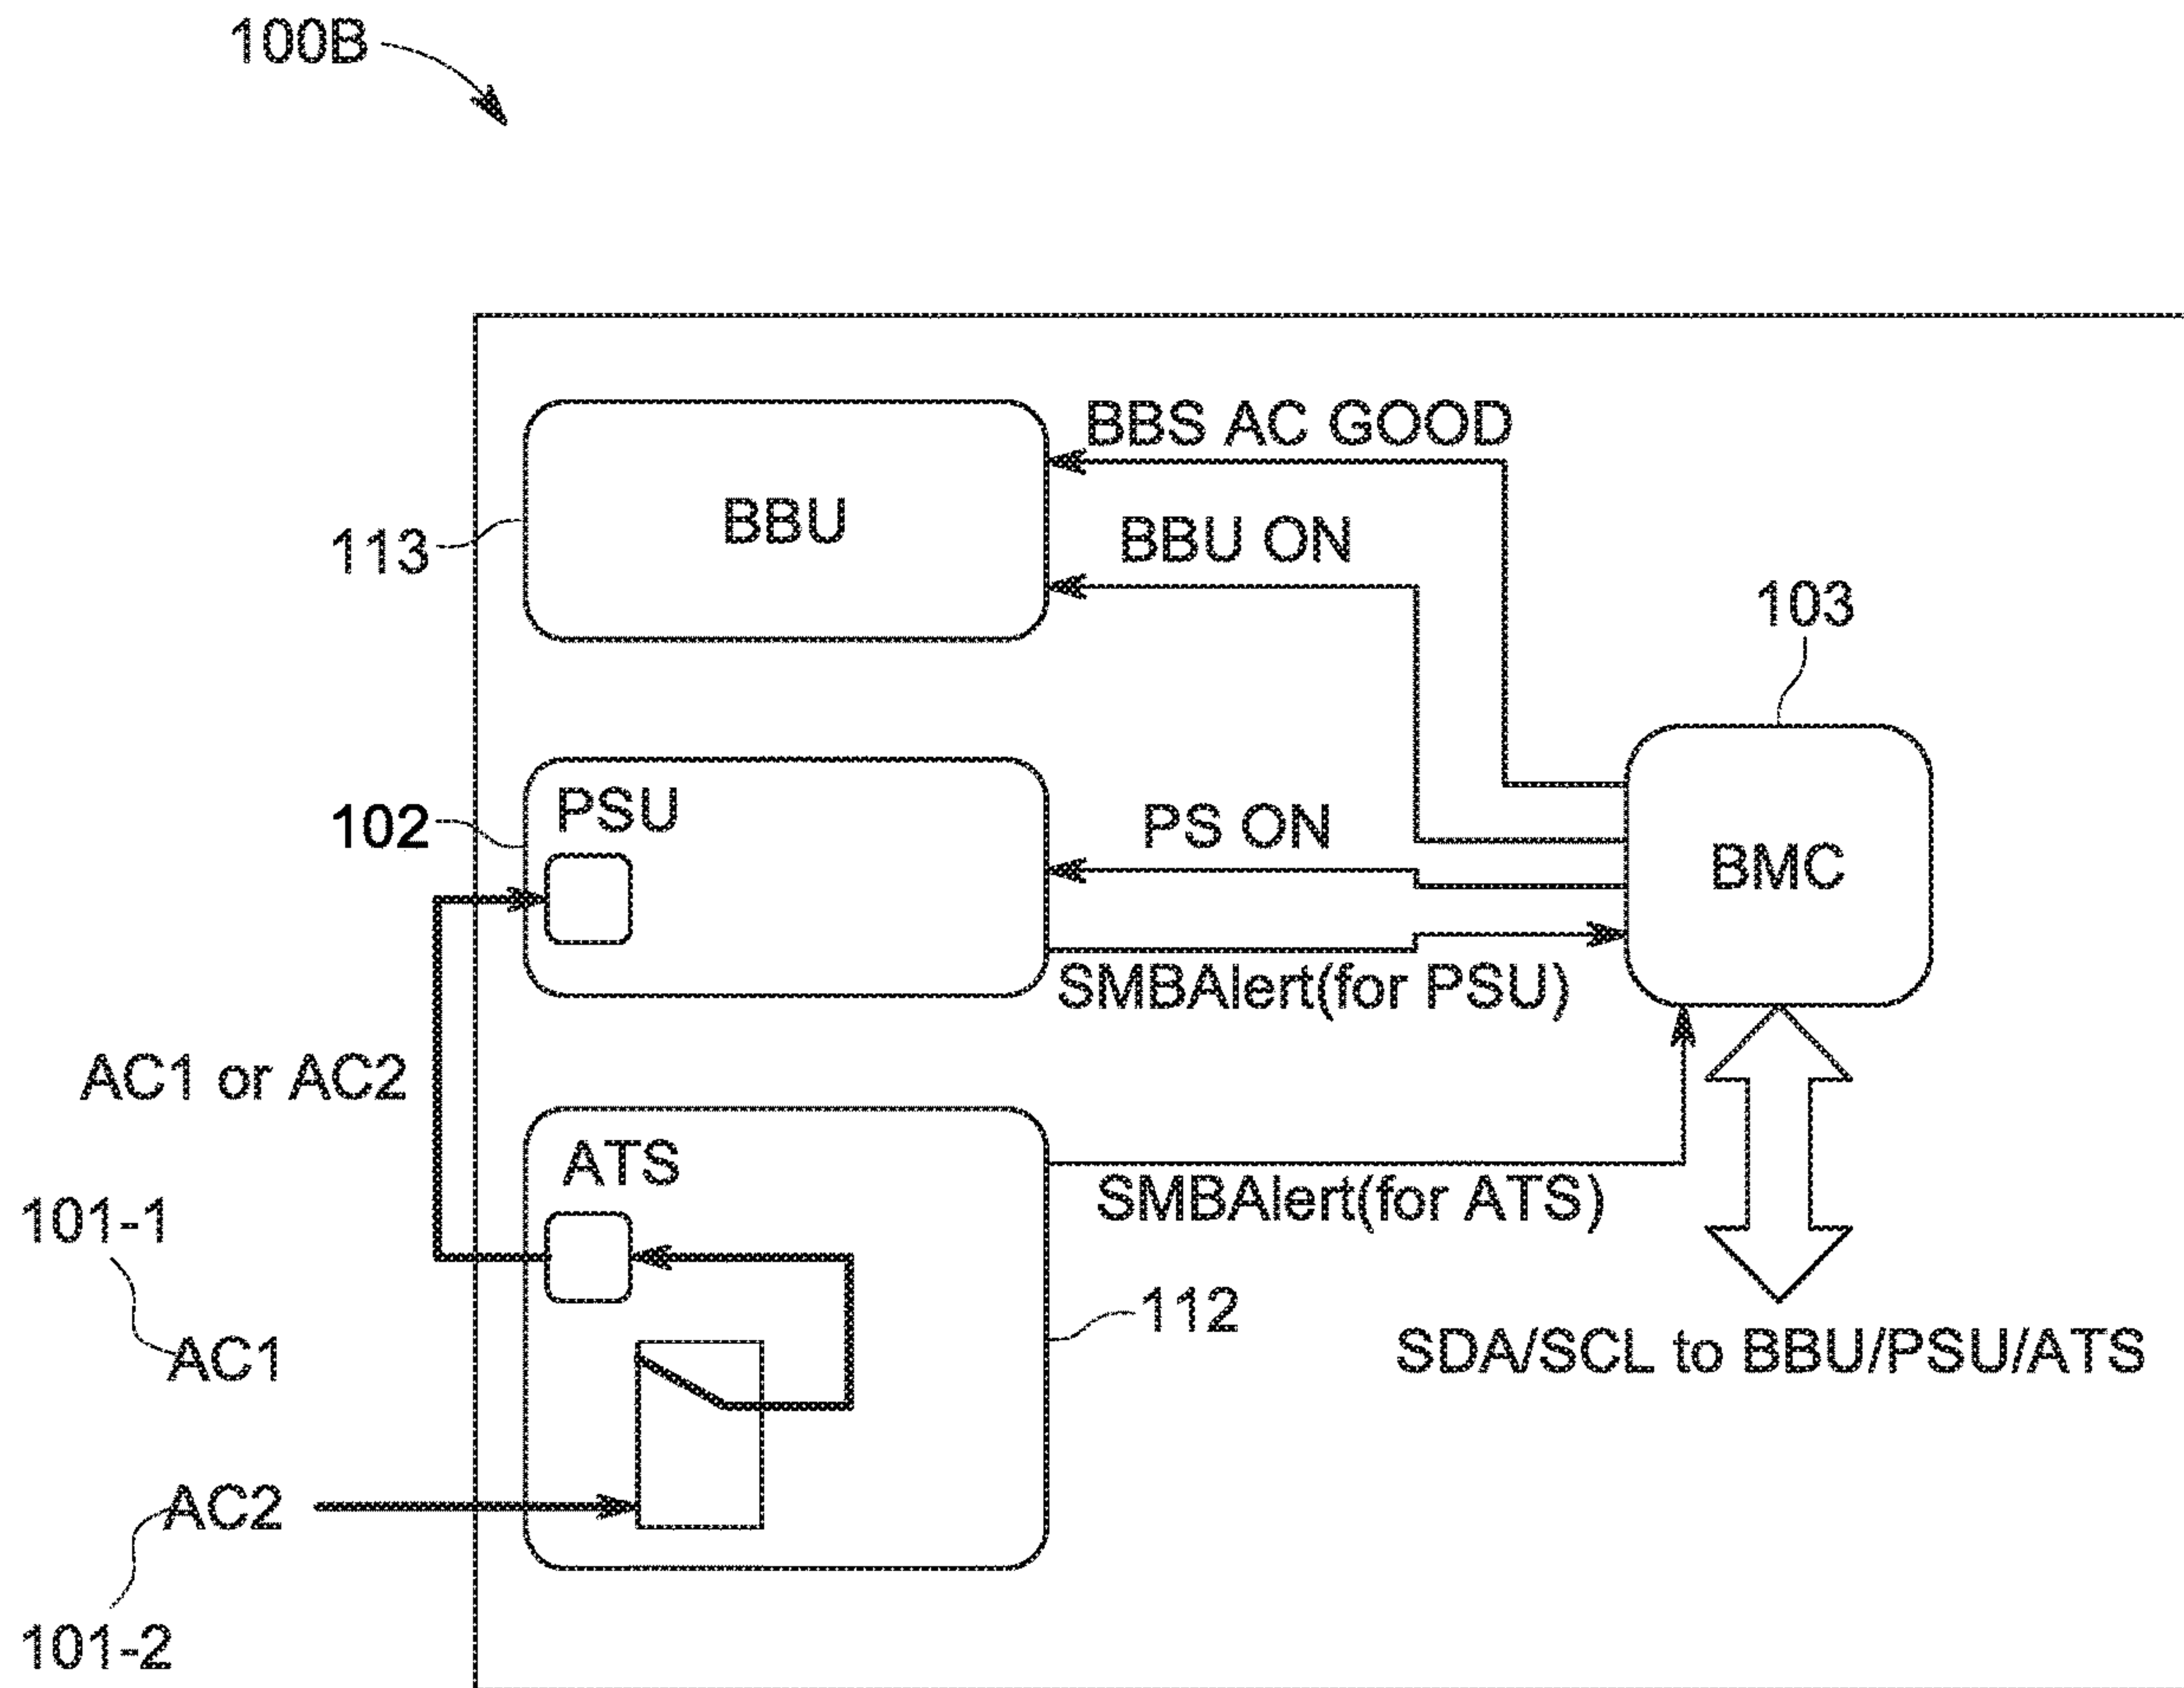 100B
BBS AC GOOD
BBU
113
BBU ON
103
PSU
102
PS ON
BMC
SMBAlert(for PSU)
AC1 or AC2
ATS
SMBAlert(for ATS)
101-1
112
AC1
SDA/SCL to BBU/PSU/ATS
AC2
101-2